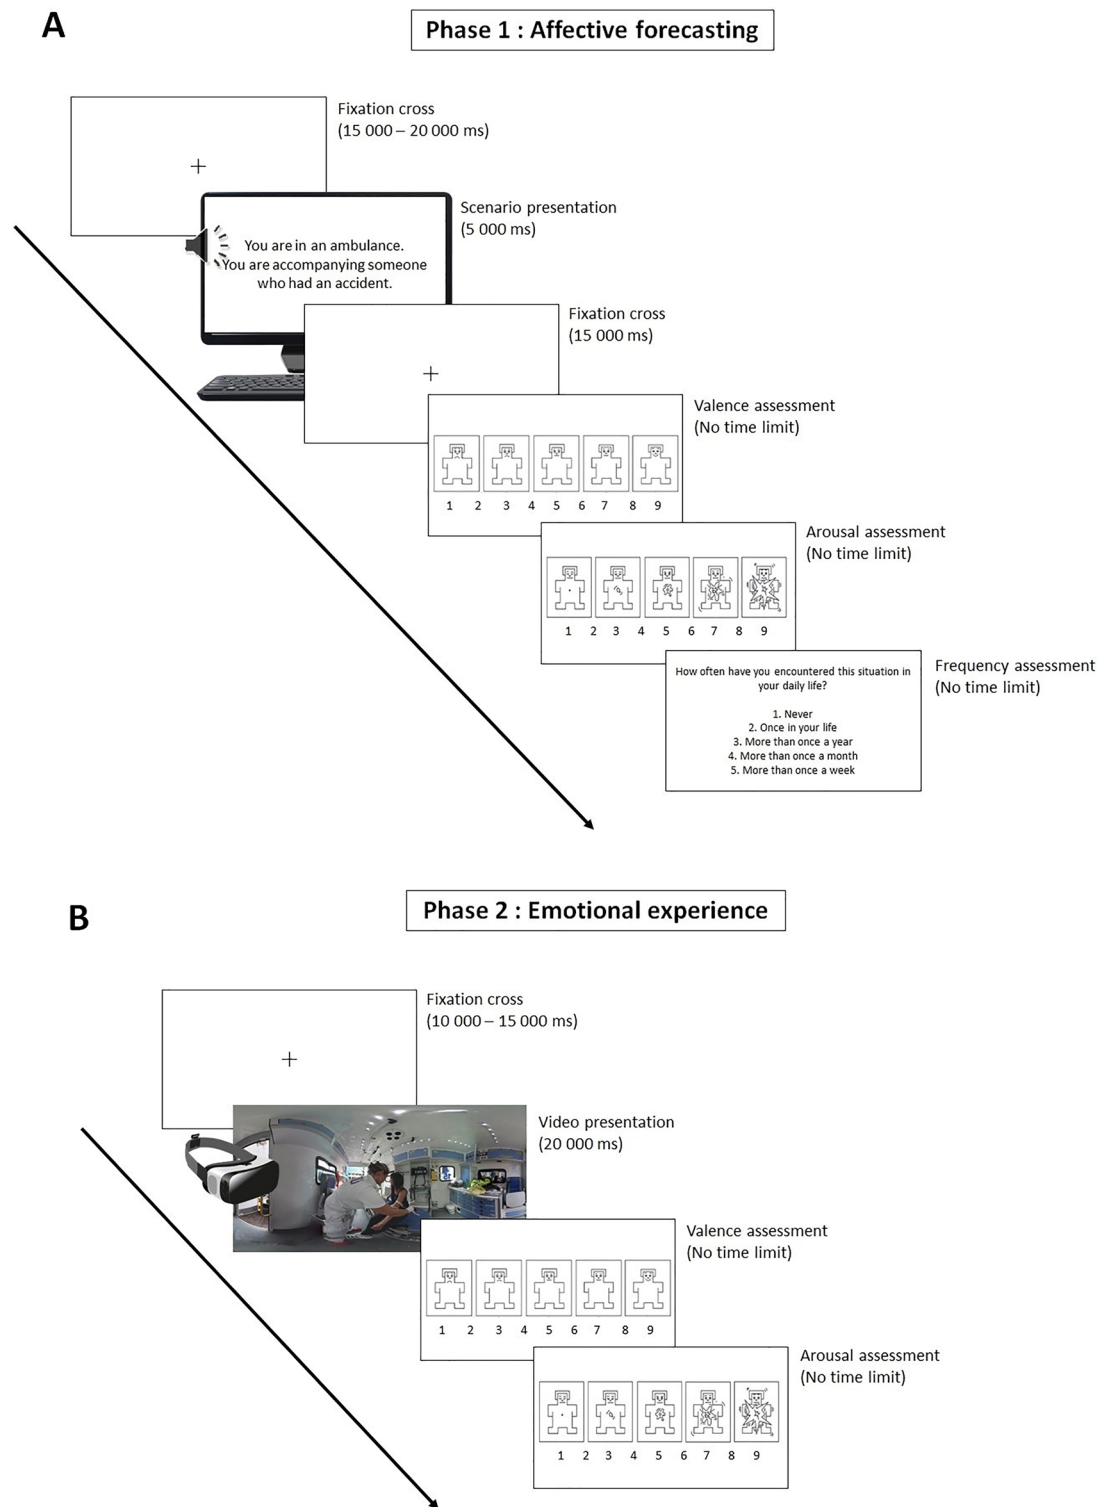 A
Phase 1 : Affective forecasting
Fixation cross
(15 000 – 20 000 ms)
+
Scenario presentation
(5 000 ms)
You are in an ambulance.
You are accompanying someone
who had an accident.
Fixation cross
(15 000 ms)
+
Valence assessment
(No time limit)
1 2 3 4 5 6 7 8 9
Arousal assessment
(No time limit)
1 2 3 4 5 6 7 8 9
Frequency assessment
(No time limit)
How often have you encountered this situation in
your daily life?
1. Never
2. Once in your life
3. More than once a year
4. More than once a month
5. More than once a week
B
Phase 2 : Emotional experience
Fixation cross
(10 000 – 15 000 ms)
+
Video presentation
(20 000 ms)
Valence assessment
(No time limit)
1 2 3 4 5 6 7 8 9
Arousal assessment
(No time limit)
1 2 3 4 5 6 7 8 9